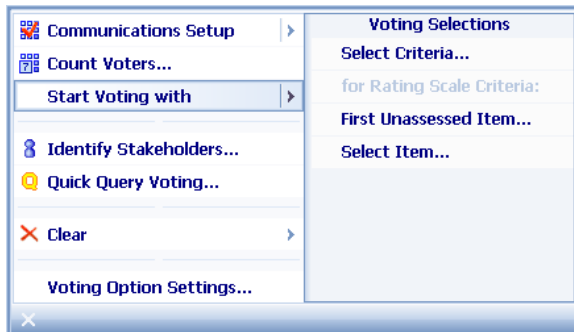 Communications Setup
Count Voters...
Start Voting with
Identify Stakeholders...
Quick Query Voting...
Clear
Voting Option Settings...
Voting Selections
Select Criteria...
for Rating Scale Criteria:
First Unassessed Item...
Select Item...